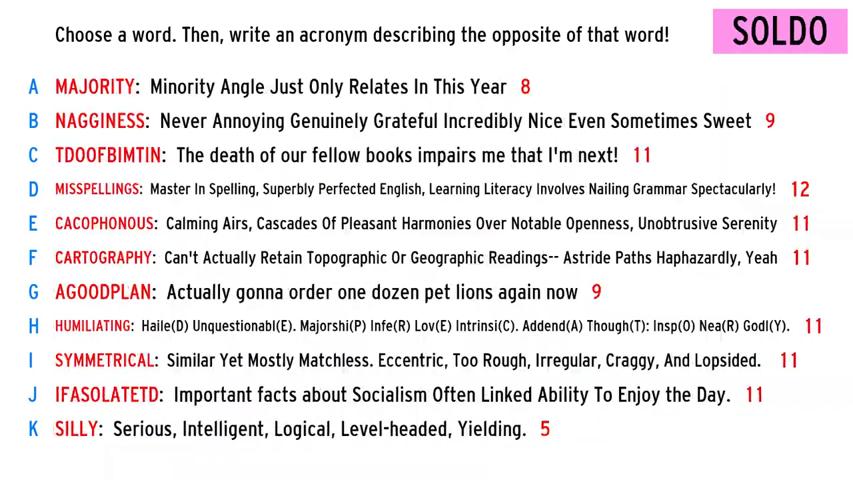 Choose a word. Then, write an acronym describing the opposite of that word!
SOLDO
A MAJORITY: Minority Angle Just Only Relates In This Year 8
B NAGGINESS: Never Annoying Genuinely Grateful Incredibly Nice Even Sometimes Sweet 9
C TDOOFBIMTIN: The death of our fellow books impairs me that I'm next! 11
D MISSPELLINGS: Master In Spelling, Superbly Perfected English, Learning Literacy Involves Nailing Grammar Spectacularly! 12
E CACOPHONOUS: Calming Airs, Cascades Of Pleasant Harmonies Over Notable Openness, Unobtrusive Serenity 11
F CARTOGRAPHY: Can't Actually Retain Topographic Or Geographic Readings-- Astride Paths Haphazardly, Yeah 11
G AGOODPLAN: Actually gonna order one dozen pet lions again now 9
H HUMILIATING: Haile(D) Unquestionabl(E). Majorshi(P) Infe(R) Lov(E) Intrinsi(C). Addend(A) Though(T): Insp(O) Nea(R) Godl(Y). 11
I SYMMETRICAL: Similar Yet Mostly Matchless. Eccentric, Too Rough, Irregular, Craggy, And Lopsided. 11
J IFASOLATETD: Important facts about Socialism Often Linked Ability To Enjoy the Day. 11
K SILLY: Serious, Intelligent, Logical, Level-headed, Yielding. 5